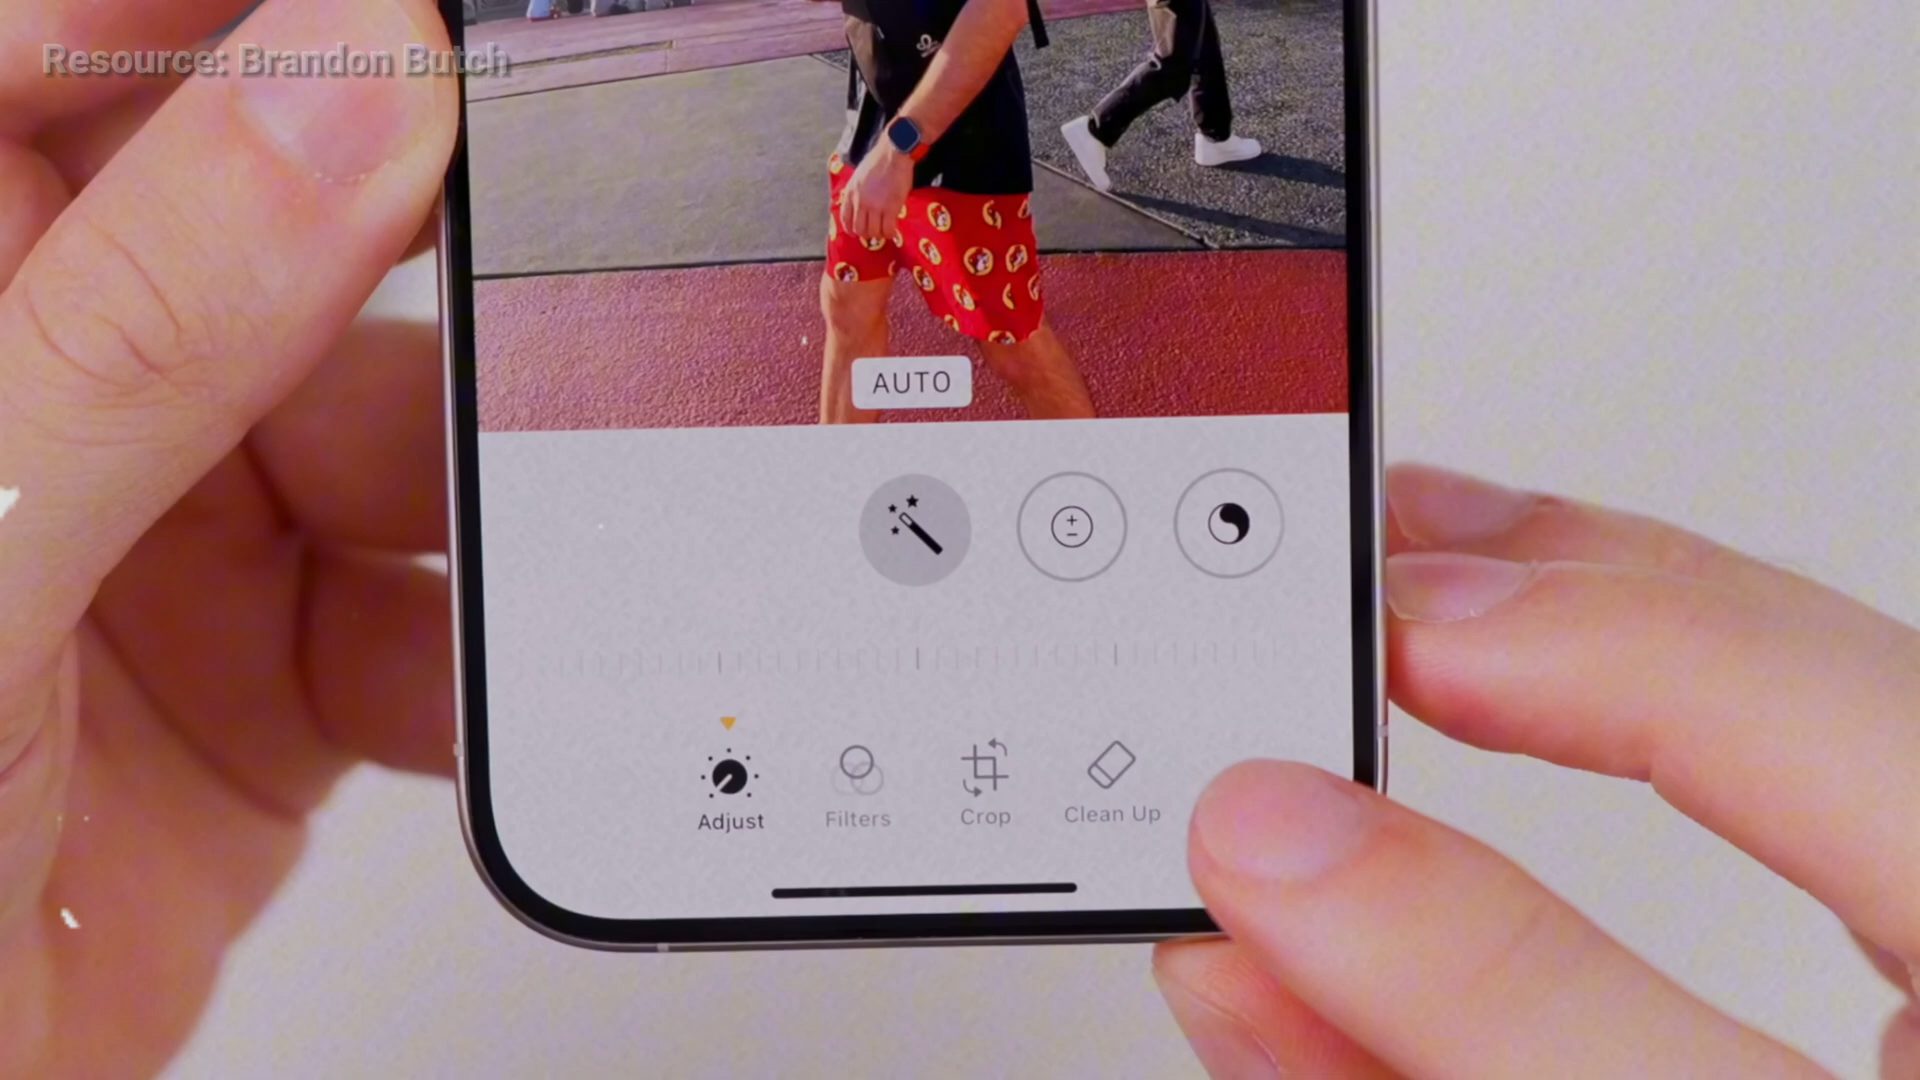 Resource: Brandon Butch
AUTO
Adjust
Filters
Crop
Clean Up